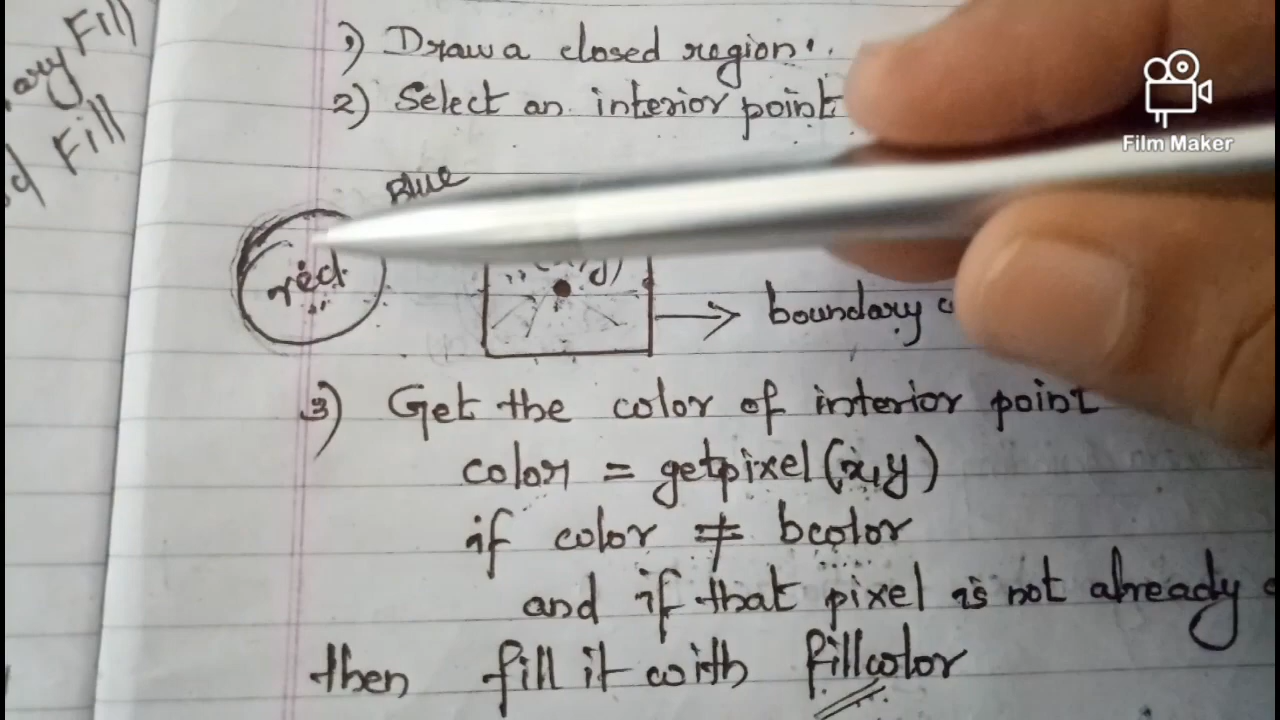 Fill
Fill
1) Draw a closed region.
2) Select an interior point
Film Maker
Blue
red
boundary
3) Get the color of interior point
color = getpixel(x,y)
if color ≠ bcolor
and if that pixel is not already
then fill it with fillcolor